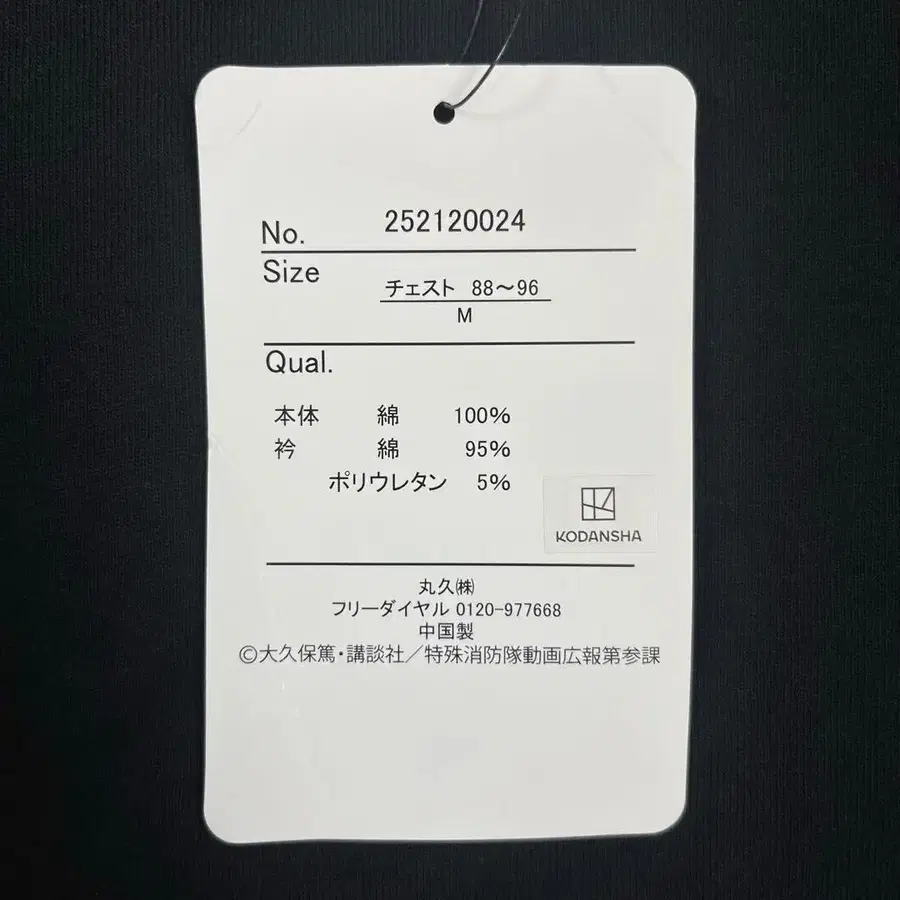 No. 252120024
Size
チェスト 88～96
M
Qual.
本体 綿 100%
衿 綿 95%
ポリウレタン 5%
KODANSHA
丸久㈱
フリーダイヤル 0120-977668
中国製
©大久保篤・講談社／特殊消防隊動画広報第参課